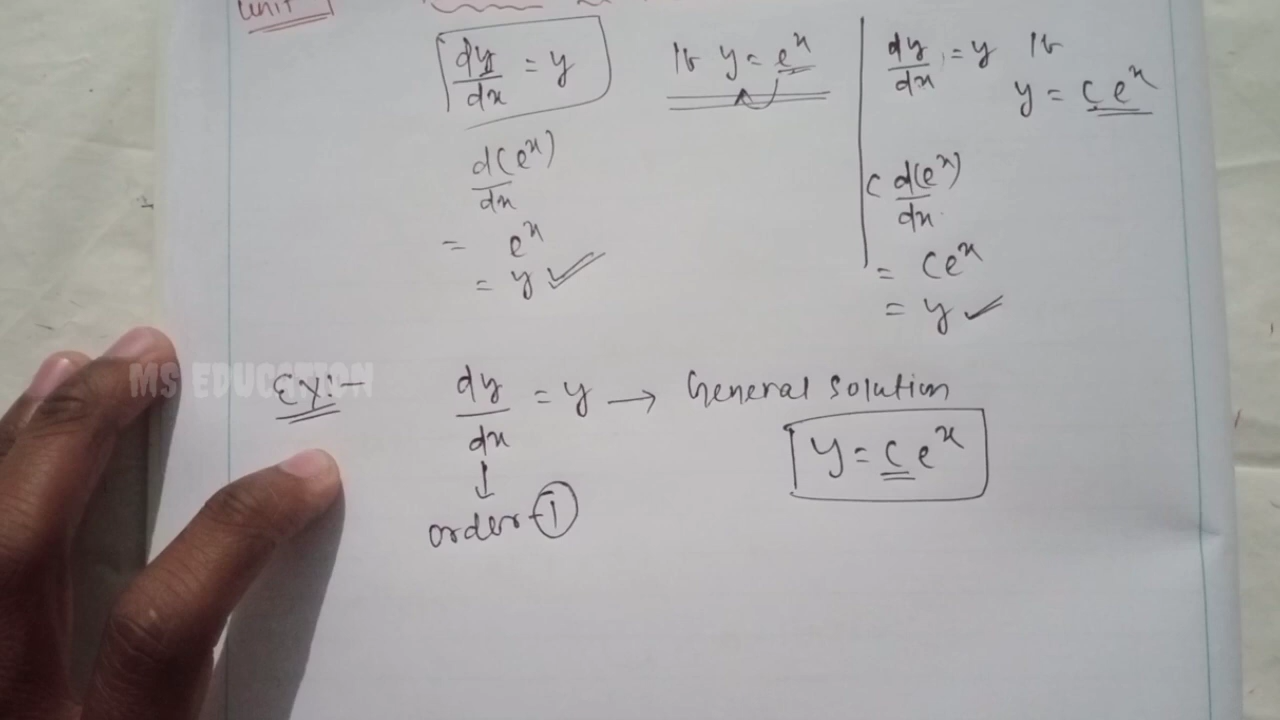 Unit
dy/dx = y
If y = e^x
d(e^x)/dx
= e^x
= y ✓
dy/dx = y If
y = ce^x
c d(e^x)/dx
= ce^x
= y ✓
MS EDUCATION
Ex:-
dy/dx = y → General solution
y = ce^x
↓
order-①